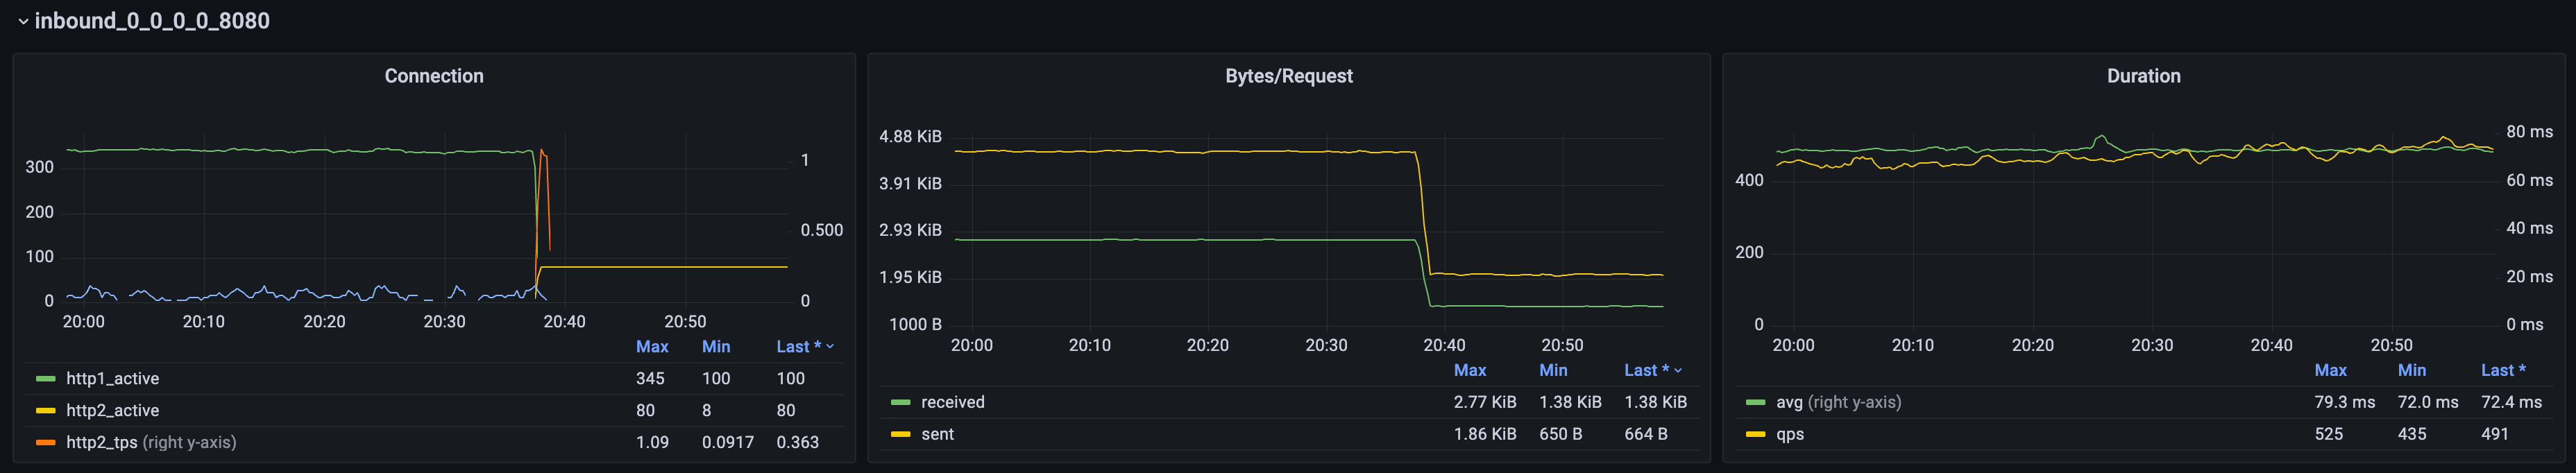 inbound_0_0_0_0_8080
Connection
300
200
100
0
1
0.500
0
20:00 20:10 20:20 20:30 20:40 20:50
Max Min Last *
http1_active 345 100 100
http2_active 80 8 80
http2_tps (right y-axis) 1.09 0.0917 0.363
Bytes/Request
4.88 KiB
3.91 KiB
2.93 KiB
1.95 KiB
1000 B
20:00 20:10 20:20 20:30 20:40 20:50
Max Min Last *
received 2.77 KiB 1.38 KiB 1.38 KiB
sent 1.86 KiB 650 B 664 B
Duration
400
200
0
80 ms
60 ms
40 ms
20 ms
0 ms
20:00 20:10 20:20 20:30 20:40 20:50
Max Min Last *
avg (right y-axis) 79.3 ms 72.0 ms 72.4 ms
qps 525 435 491